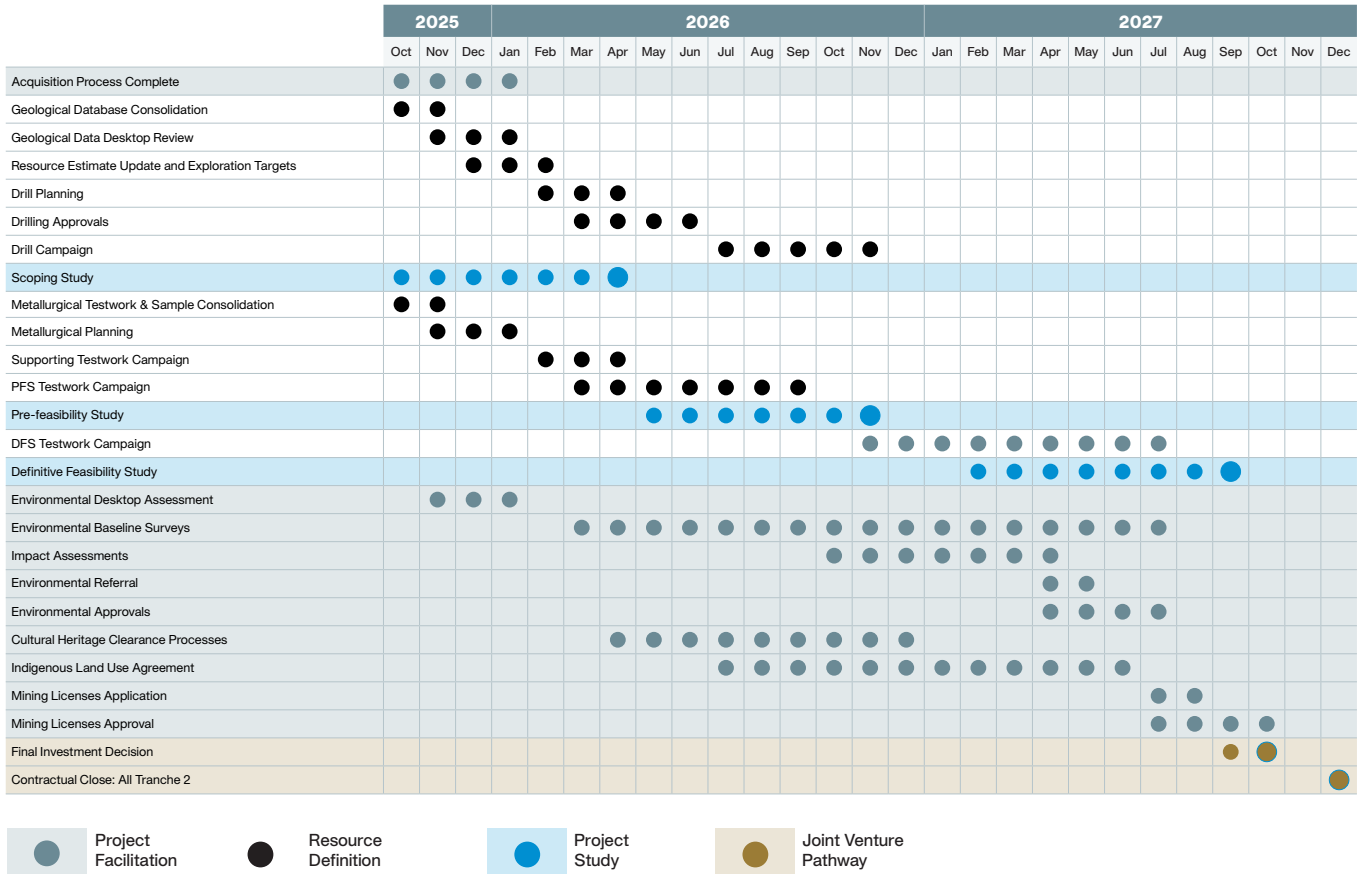 2025 2026 2027
Oct Nov Dec Jan Feb Mar Apr May Jun Jul Aug Sep Oct Nov Dec Jan Feb Mar Apr May Jun Jul Aug Sep Oct Nov Dec
Acquisition Process Complete
Geological Database Consolidation
Geological Data Desktop Review
Resource Estimate Update and Exploration Targets
Drill Planning
Drilling Approvals
Drill Campaign
Scoping Study
Metallurgical Testwork & Sample Consolidation
Metallurgical Planning
Supporting Testwork Campaign
PFS Testwork Campaign
Pre-feasibility Study
DFS Testwork Campaign
Definitive Feasibility Study
Environmental Desktop Assessment
Environmental Baseline Surveys
Impact Assessments
Environmental Referral
Environmental Approvals
Cultural Heritage Clearance Processes
Indigenous Land Use Agreement
Mining Licenses Application
Mining Licenses Approval
Final Investment Decision
Contractual Close: All Tranche 2
Project
Facilitation
Resource
Definition
Project
Study
Joint Venture
Pathway